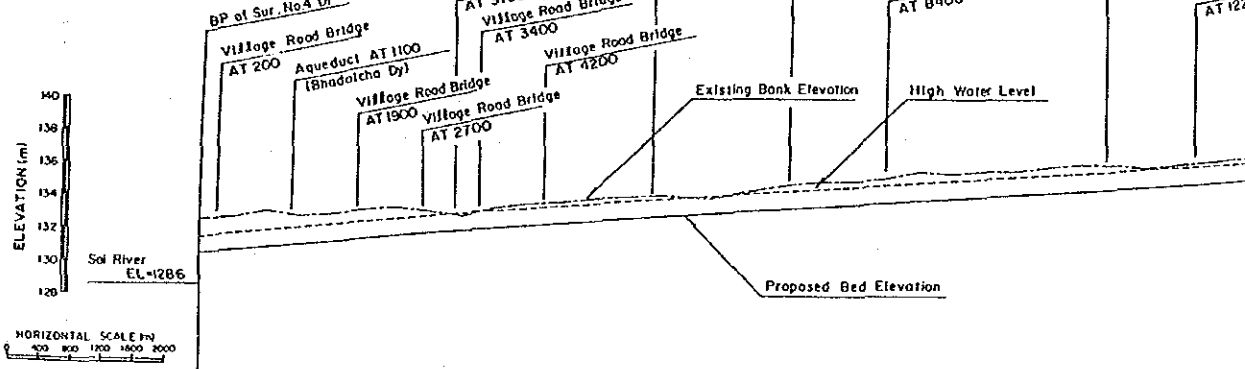 BP of Sur. No.4 Dr
Village Road Bridge
AT 200
Aqueduct AT 1100
(Bhadalcha Dy)
Village Road Bridge
AT 1900
Village Road Bridge
AT 2700
Village Road Bridge
AT 3400
Village Road Bridge
AT 4200
AT 8400
AT 122
Existing Bank Elevation
High Water Level
Proposed Bed Elevation
ELEVATION (m)
140
138
136
134
132
130
128
Sai River
EL=1286
HORIZONTAL SCALE (m)
0 400 800 1200 1600 2000